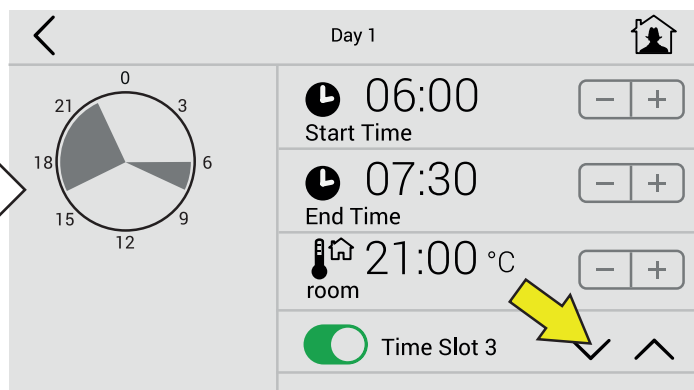 Day 1
0
3
6
9
12
15
18
21
06:00
Start Time
− +
07:30
End Time
− +
21:00 °C
room
− +
Time Slot 3